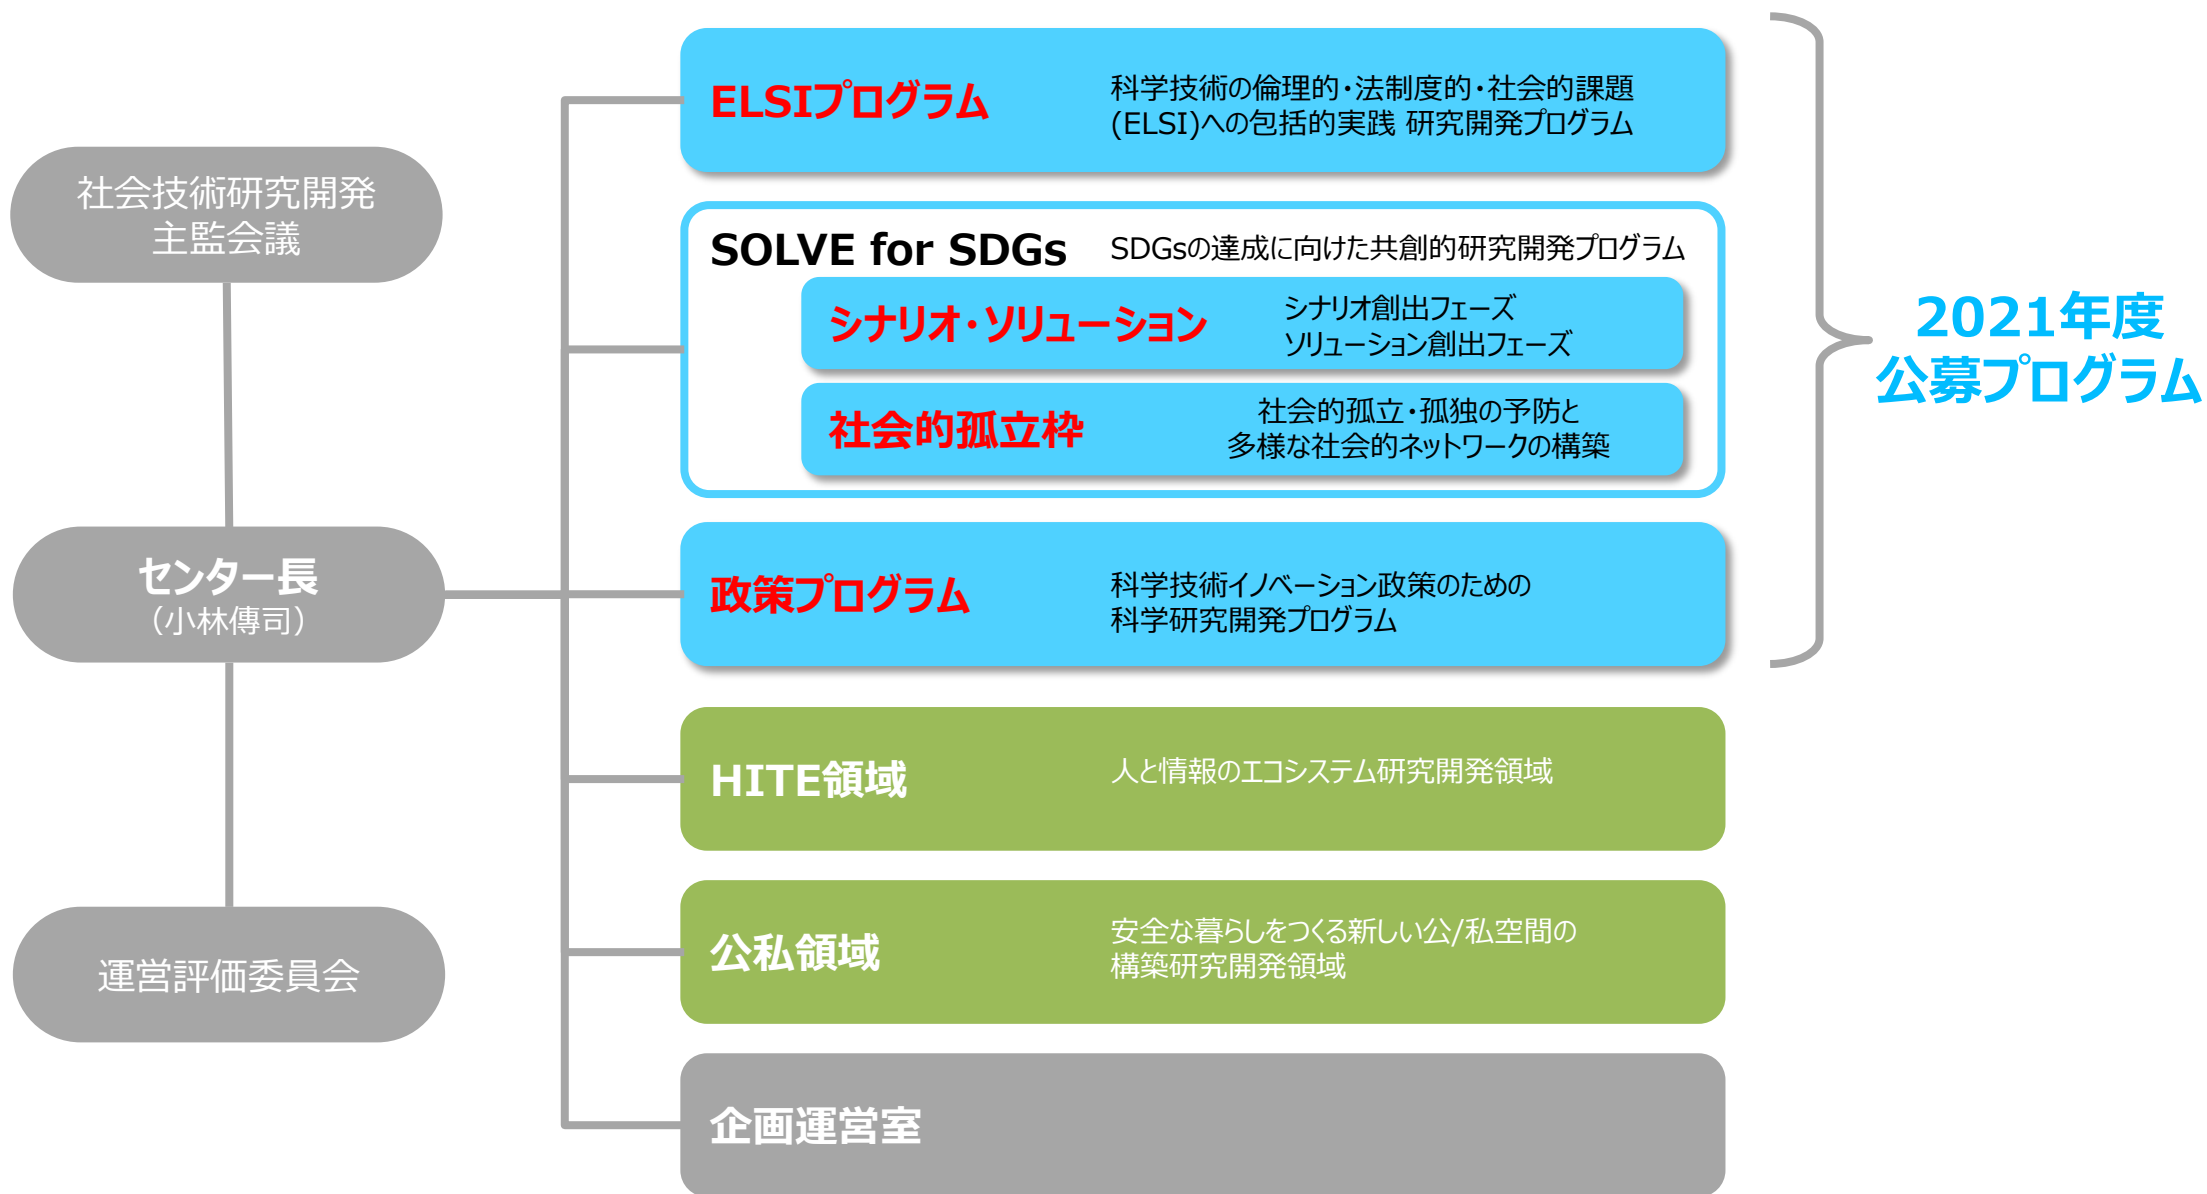 社会技術研究開発
主監会議
センター長
（小林傳司）
運営評価委員会
ELSIプログラム
科学技術の倫理的・法制度的・社会的課題
(ELSI)への包括的実践 研究開発プログラム
SOLVE for SDGs
SDGsの達成に向けた共創的研究開発プログラム
シナリオ・ソリューション
シナリオ創出フェーズ
ソリューション創出フェーズ
社会的孤立枠
社会的孤立・孤独の予防と
多様な社会的ネットワークの構築
政策プログラム
科学技術イノベーション政策のための
科学研究開発プログラム
HITE領域
人と情報のエコシステム研究開発領域
公私領域
安全な暮らしをつくる新しい公/私空間の
構築研究開発領域
企画運営室
2021年度
公募プログラム